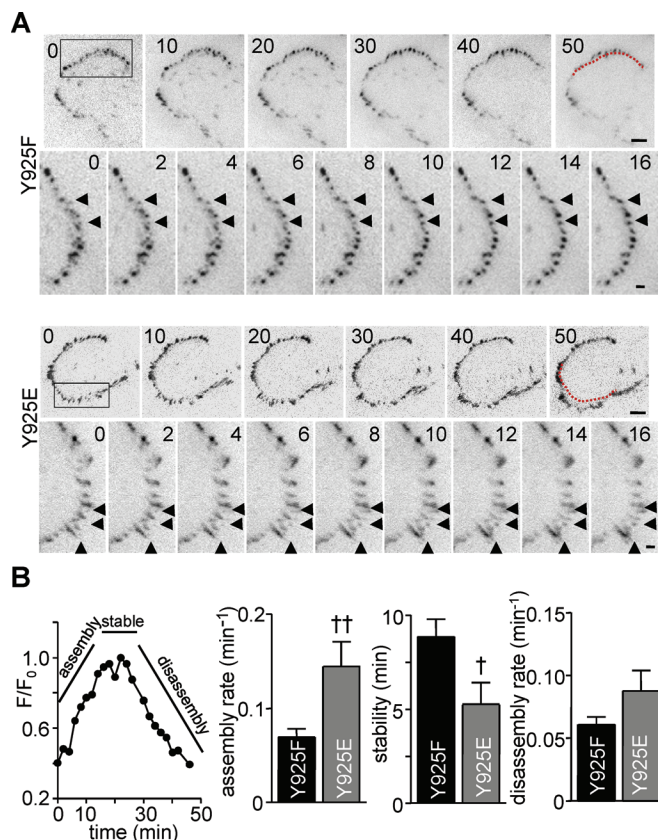 A
0 10 20 30 40 50
Y925F
0 2 4 6 8 10 12 14 16
0 10 20 30 40 50
Y925E
0 2 4 6 8 10 12 14 16
B
assembly stable disassembly
F/F0
1.0
0.6
0.2
0 10 30 50
time (min)
assembly rate (min−1)
0.2
0.1
0
††
Y925F Y925E
stability (min)
10
5
0
†
Y925F Y925E
disassembly rate (min-1)
0.15
0.10
0.05
0
Y925F Y925E